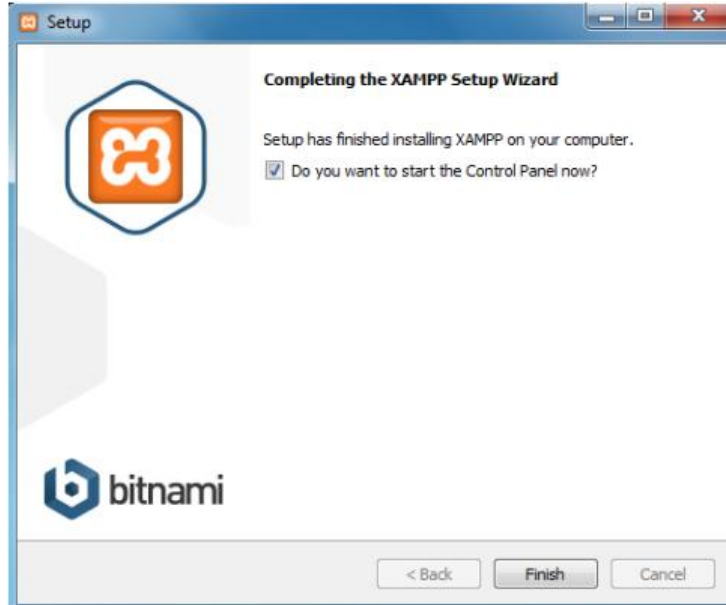 Setup
Completing the XAMPP Setup Wizard
Setup has finished installing XAMPP on your computer.
Do you want to start the Control Panel now?
bitnami
< Back
Finish
Cancel